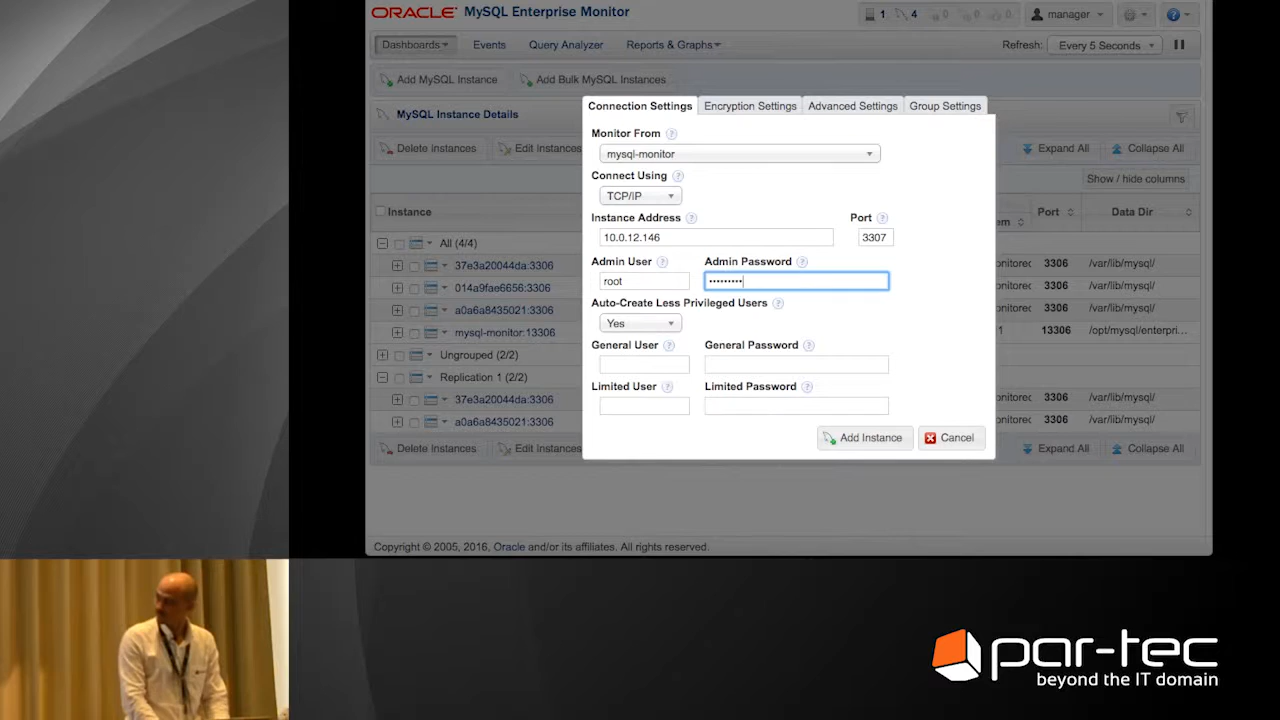 ORACLE MySQL Enterprise Monitor 1 4 0 0 0 manager
Dashboards Events Query Analyzer Reports & Graphs Refresh: Every 5 Seconds
Add MySQL Instance Add Bulk MySQL Instances
Connection Settings Encryption Settings Advanced Settings Group Settings
MySQL Instance Details
Monitor From ?
Delete Instances Edit Instances mysql-monitor Expand All Collapse All
Connect Using ?
Show / hide columns
TCP/IP
Instance Port Data Dir
Instance Address ? Port ?
10.0.12.146 3307
All (4/4)
Admin User ? Admin Password ?
37e3a20044da:3306 3306 /var/lib/mysql/
root •••••••••
014a9fae6656:3306 3306 /var/lib/mysql/
Auto-Create Less Privileged Users ?
a0a6a8435021:3306 3306 /var/lib/mysql/
Yes
mysql-monitor:13306 1 13306 /opt/mysql/enterpri...
General User ? General Password ?
Ungrouped (2/2)
Replication 1 (2/2)
Limited User ? Limited Password ?
37e3a20044da:3306 3306 /var/lib/mysql/
a0a6a8435021:3306 3306 /var/lib/mysql/
Add Instance Cancel
Delete Instances Edit Instances Expand All Collapse All
Copyright © 2005, 2016, Oracle and/or its affiliates. All rights reserved.
par-tec
beyond the IT domain